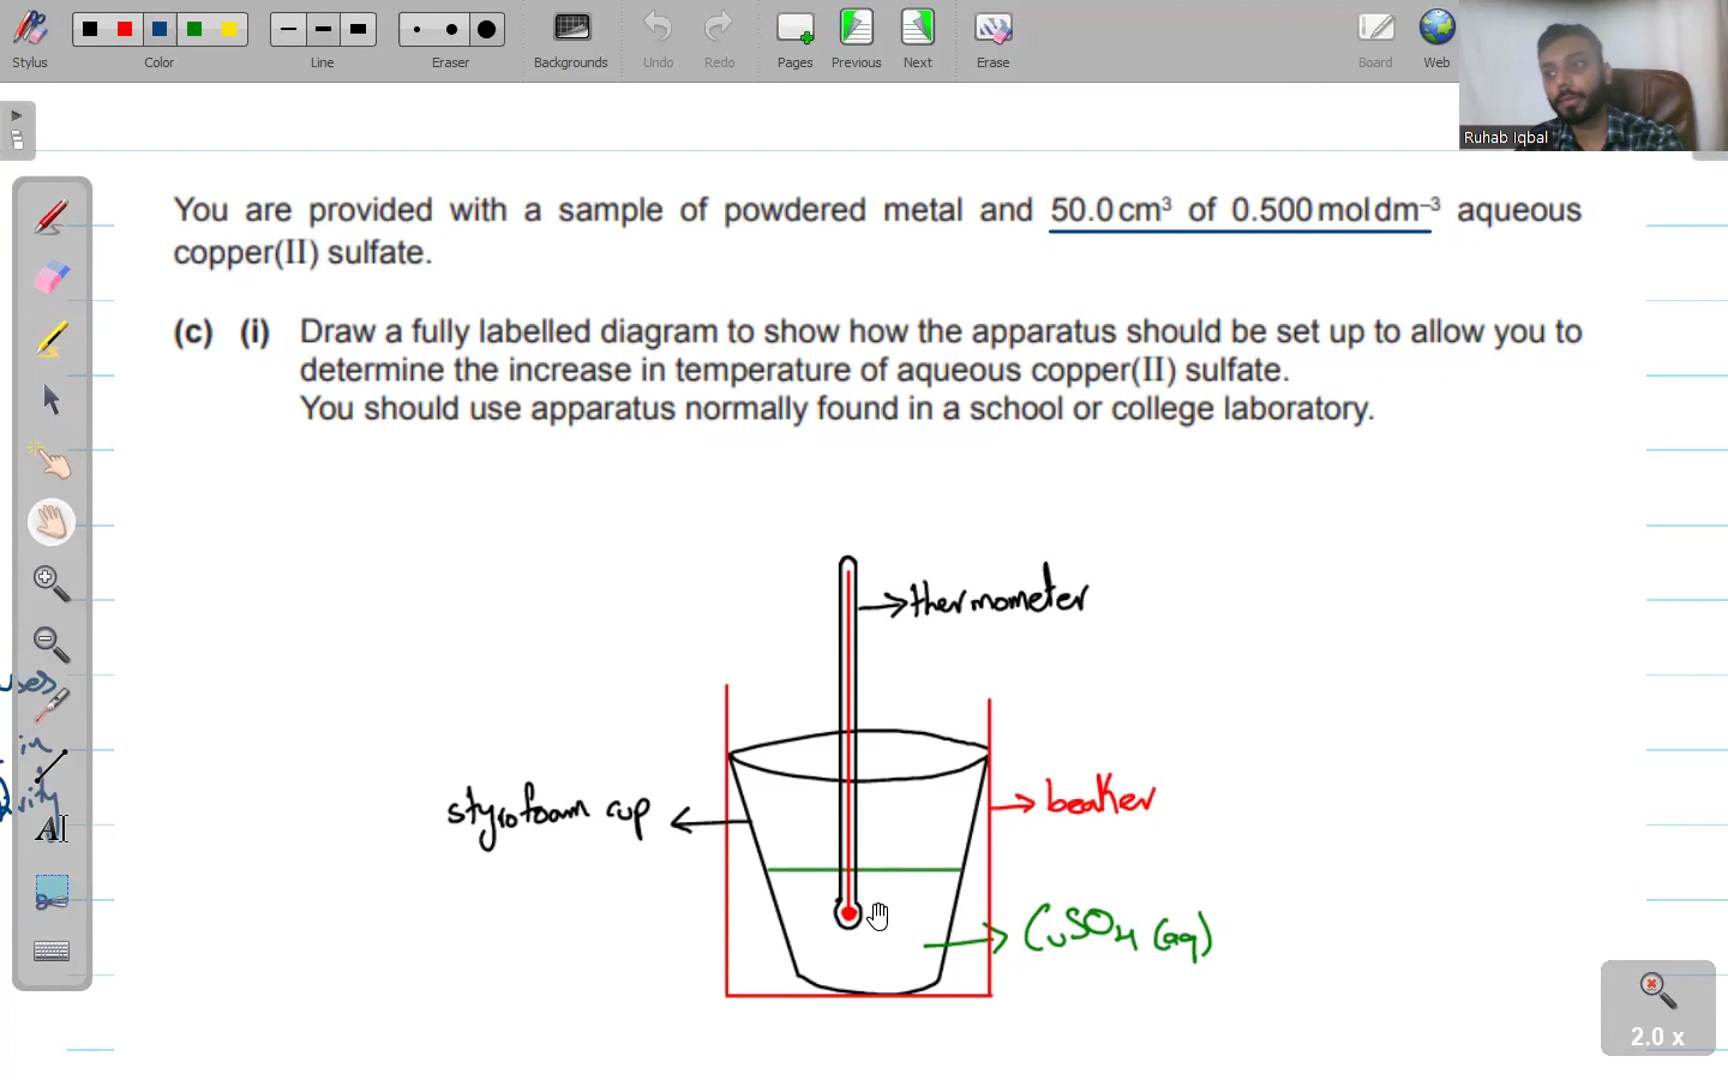 Stylus
Color
Line
Eraser
Backgrounds
Undo
Redo
Pages
Previous
Next
Erase
Board
Web
Ruhab Iqbal
You are provided with a sample of powdered metal and 50.0 cm³ of 0.500 mol dm⁻³ aqueous
copper(II) sulfate.
(c) (i) Draw a fully labelled diagram to show how the apparatus should be set up to allow you to
determine the increase in temperature of aqueous copper(II) sulfate.
You should use apparatus normally found in a school or college laboratory.
thermometer
in
styrofoam cup
beaker
A
CuSO4 (aq)
2.0 x